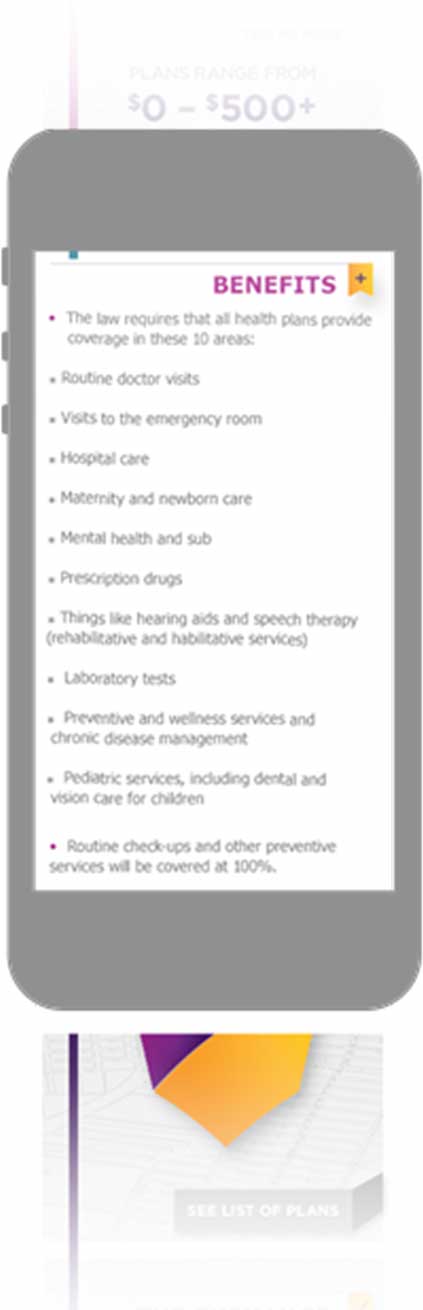 PLANS RANGE FROM
$0 – $500+
BENEFITS +
• The law requires that all health plans provide
coverage in these 10 areas:
• Routine doctor visits
• Visits to the emergency room
• Hospital care
• Maternity and newborn care
• Mental health and sub
• Prescription drugs
• Things like hearing aids and speech therapy
(rehabilitative and habilitative services)
• Laboratory tests
• Preventive and wellness services and
chronic disease management
• Pediatric services, including dental and
vision care for children
• Routine check-ups and other preventive
services will be covered at 100%.
SEE LIST OF PLANS